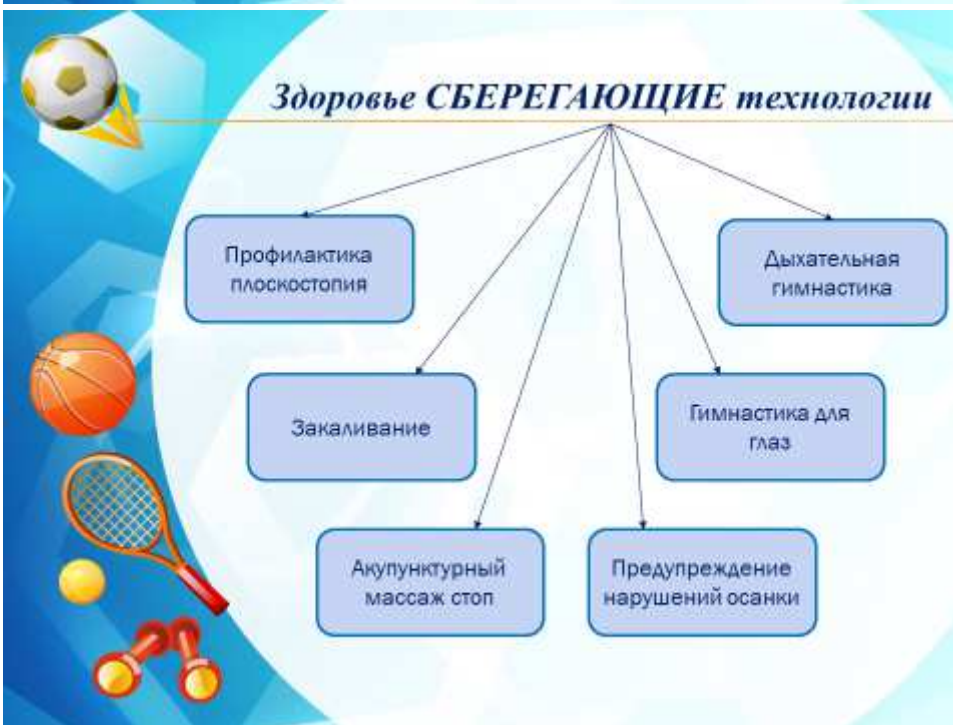 Здоровье СБЕРЕГАЮЩИЕ технологии
Профилактика
плоскостопия
Дыхательная
гимнастика
Закаливание
Гимнастика для
глаз
Акупунктурный
массаж стоп
Предупреждение
нарушений осанки